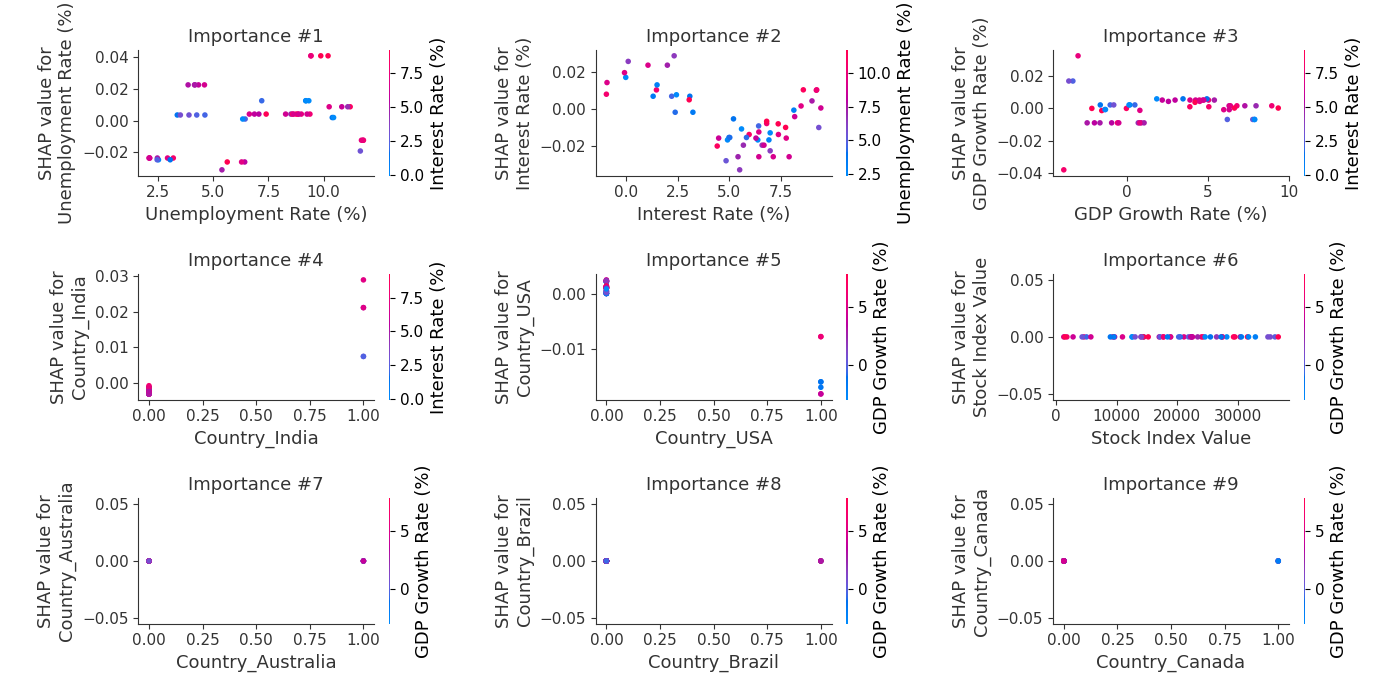 Importance #1
SHAP value for
Unemployment Rate (%)
0.04
0.02
0.00
−0.02
2.5
5.0
7.5
10.0
Unemployment Rate (%)
7.5
5.0
2.5
0.0
Interest Rate (%)
Importance #2
SHAP value for
Interest Rate (%)
0.02
0.00
−0.02
0.0
2.5
5.0
7.5
Interest Rate (%)
10.0
7.5
5.0
2.5
Unemployment Rate (%)
Importance #3
SHAP value for
GDP Growth Rate (%)
0.02
0.00
−0.02
−0.04
0
5
10
GDP Growth Rate (%)
7.5
5.0
2.5
0.0
Interest Rate (%)
Importance #4
SHAP value for
Country_India
0.03
0.02
0.01
0.00
0.00
0.25
0.50
0.75
1.00
Country_India
7.5
5.0
2.5
0.0
Interest Rate (%)
Importance #5
SHAP value for
Country_USA
0.00
−0.01
0.00
0.25
0.50
0.75
1.00
Country_USA
5
0
GDP Growth Rate (%)
Importance #6
SHAP value for
Stock Index Value
0.05
0.00
−0.05
0
10000
20000
30000
Stock Index Value
5
0
GDP Growth Rate (%)
Importance #7
SHAP value for
Country_Australia
0.05
0.00
−0.05
0.00
0.25
0.50
0.75
1.00
Country_Australia
5
0
GDP Growth Rate (%)
Importance #8
SHAP value for
Country_Brazil
0.05
0.00
−0.05
0.00
0.25
0.50
0.75
1.00
Country_Brazil
5
0
GDP Growth Rate (%)
Importance #9
SHAP value for
Country_Canada
0.05
0.00
−0.05
0.00
0.25
0.50
0.75
1.00
Country_Canada
5
0
GDP Growth Rate (%)